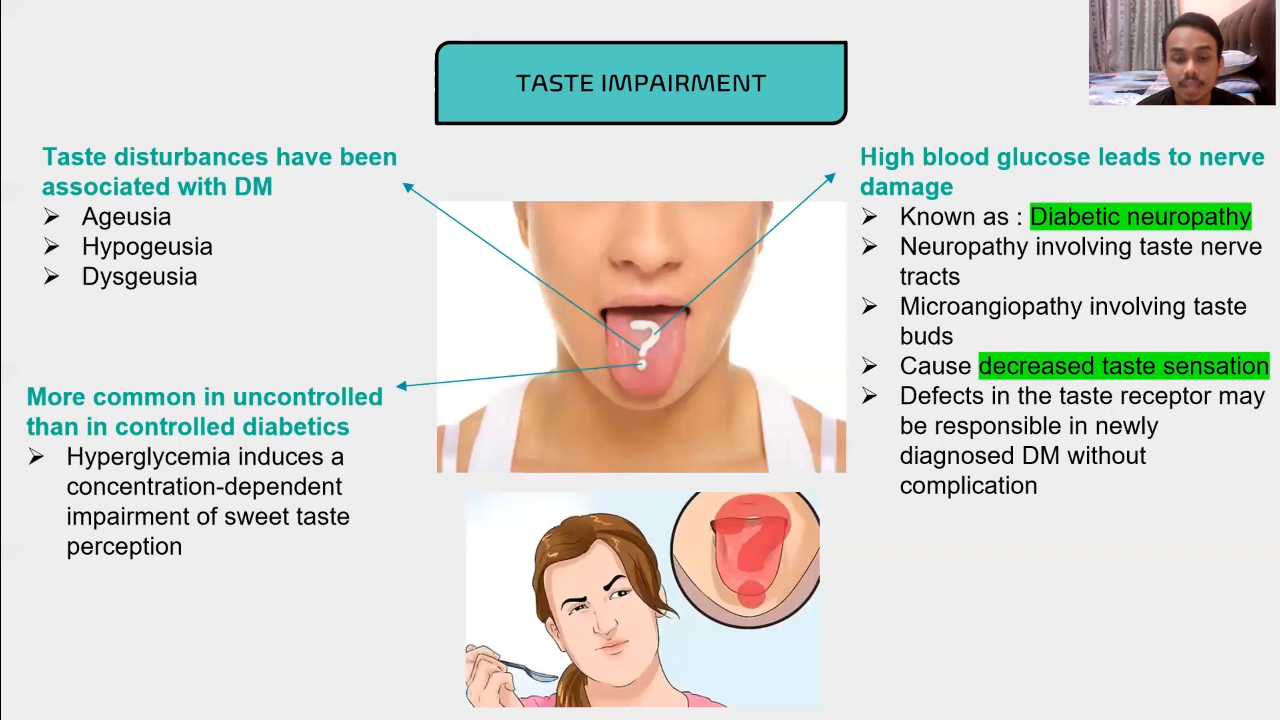 TASTE IMPAIRMENT
Taste disturbances have been
associated with DM
Ageusia
Hypogeusia
Dysgeusia
More common in uncontrolled
than in controlled diabetics
Hyperglycemia induces a
concentration-dependent
impairment of sweet taste
perception
High blood glucose leads to nerve
damage
Known as : Diabetic neuropathy
Neuropathy involving taste nerve
tracts
Microangiopathy involving taste
buds
Cause decreased taste sensation
Defects in the taste receptor may
be responsible in newly
diagnosed DM without
complication
?
?